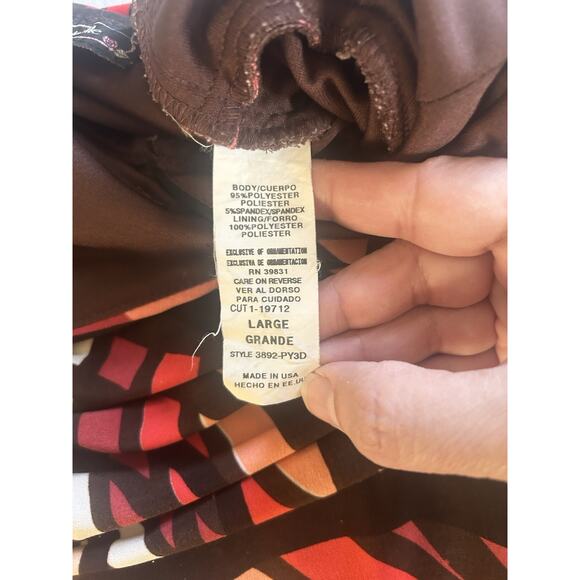 BODY/CUERPO
95%POLYESTER
POLIESTER
5%SPANDEX/SPANDEX
LINING/FORRO
100%POLYESTER
POLIESTER
EXCLUSIVE OF ORNAMENTATION
EXCLUSIVA DE ORNAMENTACION
RN 39831
CARE ON REVERSE
VER AL DORSO
PARA CUIDADO
CUT 1-19712
LARGE
GRANDE
STYLE 3892-PY3D
MADE IN USA
HECHO EN EE.UU